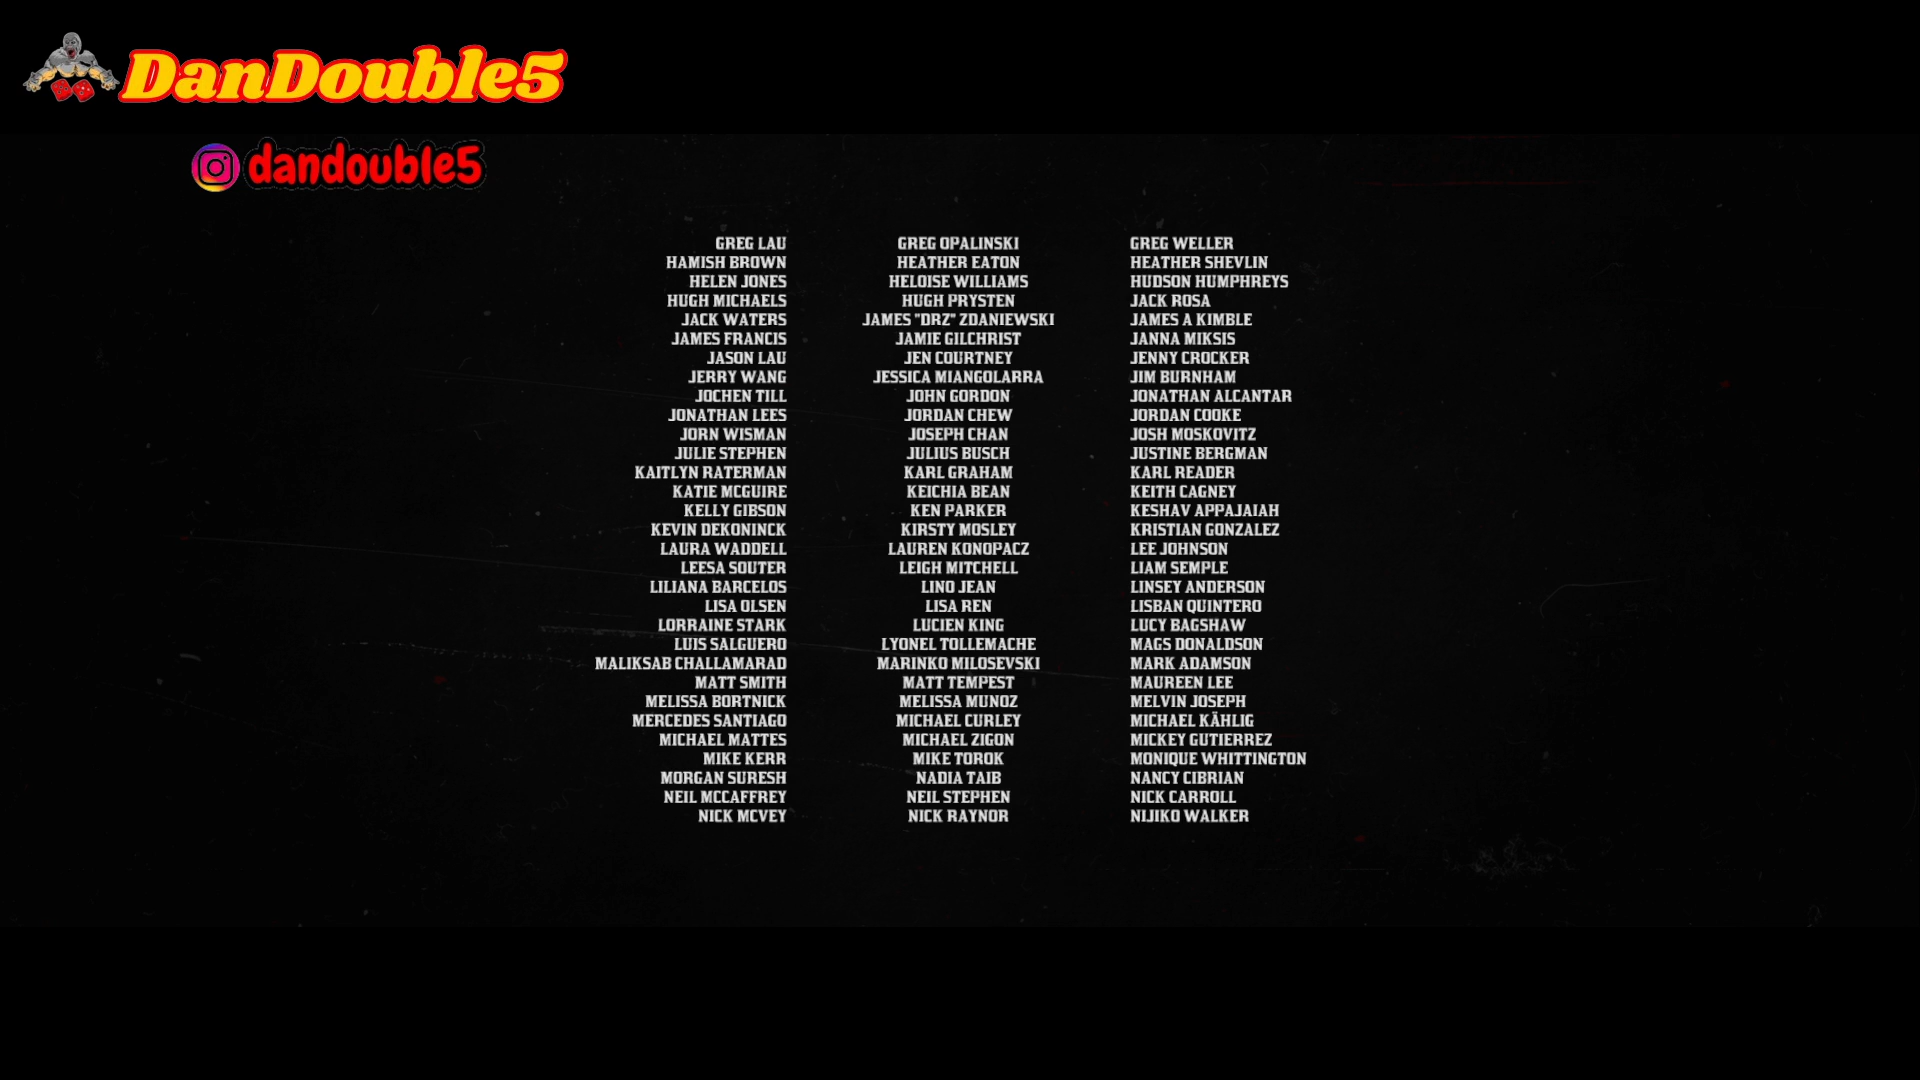 DanDouble5
dandouble5
GREG LAU GREG OPALINSKI GREG WELLER
HAMISH BROWN HEATHER EATON HEATHER SHEVLIN
HELEN JONES HELOISE WILLIAMS HUDSON HUMPHREYS
HUGH MICHAELS HUGH PRYSTEN JACK ROSA
JACK WATERS JAMES "DRZ" ZDANIEWSKI JAMES A KIMBLE
JAMES FRANCIS JAMIE GILCHRIST JANNA MIKSIS
JASON LAU JEN COURTNEY JENNY CROCKER
JERRY WANG JESSICA MIANGOLARRA JIM BURNHAM
JOCHEN TILL JOHN GORDON JONATHAN ALCANTAR
JONATHAN LEES JORDAN CHEW JORDAN COOKE
JORN WISMAN JOSEPH CHAN JOSH MOSKOVITZ
JULIE STEPHEN JULIUS BUSCH JUSTINE BERGMAN
KAITLYN RATERMAN KARL GRAHAM KARL READER
KATIE MCGUIRE KEICHIA BEAN KEITH CAGNEY
KELLY GIBSON KEN PARKER KESHAV APPAJAIAH
KEVIN DEKONINCK KIRSTY MOSLEY KRISTIAN GONZALEZ
LAURA WADDELL LAUREN KONOPACZ LEE JOHNSON
LEESA SOUTER LEIGH MITCHELL LIAM SEMPLE
LILIANA BARCELOS LINO JEAN LINSEY ANDERSON
LISA OLSEN LISA REN LISBAN QUINTERO
LORRAINE STARK LUCIEN KING LUCY BAGSHAW
LUIS SALGUERO LYONEL TOLLEMACHE MAGS DONALDSON
MALIKSAB CHALLAMARAD MARINKO MILOSEVSKI MARK ADAMSON
MATT SMITH MATT TEMPEST MAUREEN LEE
MELISSA BORTNICK MELISSA MUNOZ MELVIN JOSEPH
MERCEDES SANTIAGO MICHAEL CURLEY MICHAEL KÄHLIG
MICHAEL MATTES MICHAEL ZIGON MICKEY GUTIERREZ
MIKE KERR MIKE TOROK MONIQUE WHITTINGTON
MORGAN SURESH NADIA TAIB NANCY CIBRIAN
NEIL MCCAFFREY NEIL STEPHEN NICK CARROLL
NICK MCVEY NICK RAYNOR NIJIKO WALKER